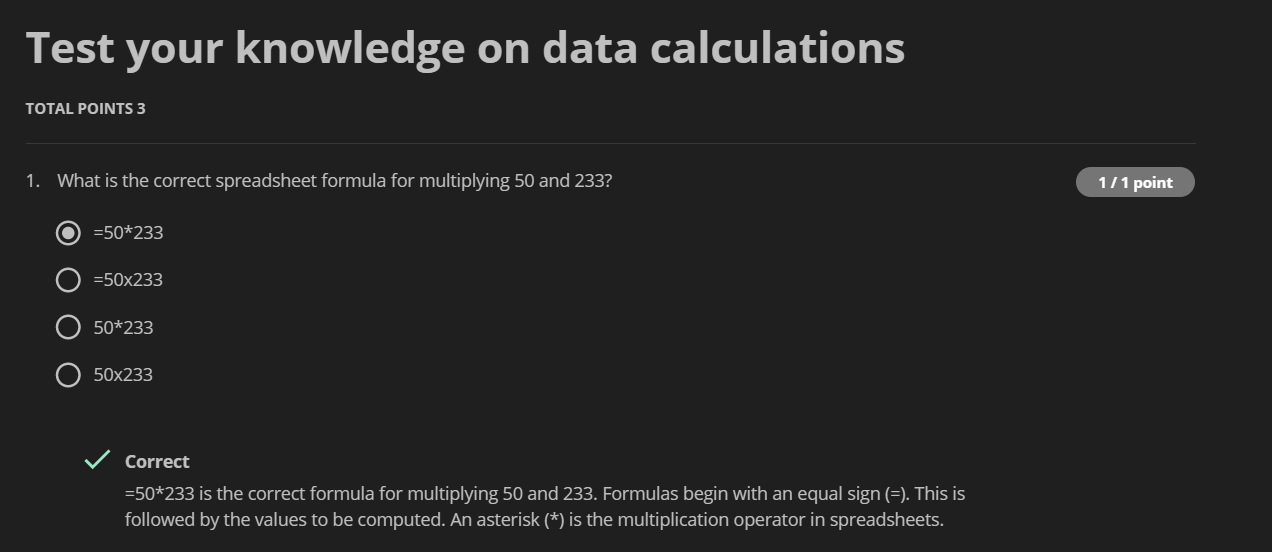 Test your knowledge on data calculations
TOTAL POINTS 3
1. What is the correct spreadsheet formula for multiplying 50 and 233?
1 / 1 point
=50*233
=50x233
50*233
50x233
Correct
=50*233 is the correct formula for multiplying 50 and 233. Formulas begin with an equal sign (=). This is
followed by the values to be computed. An asterisk (*) is the multiplication operator in spreadsheets.